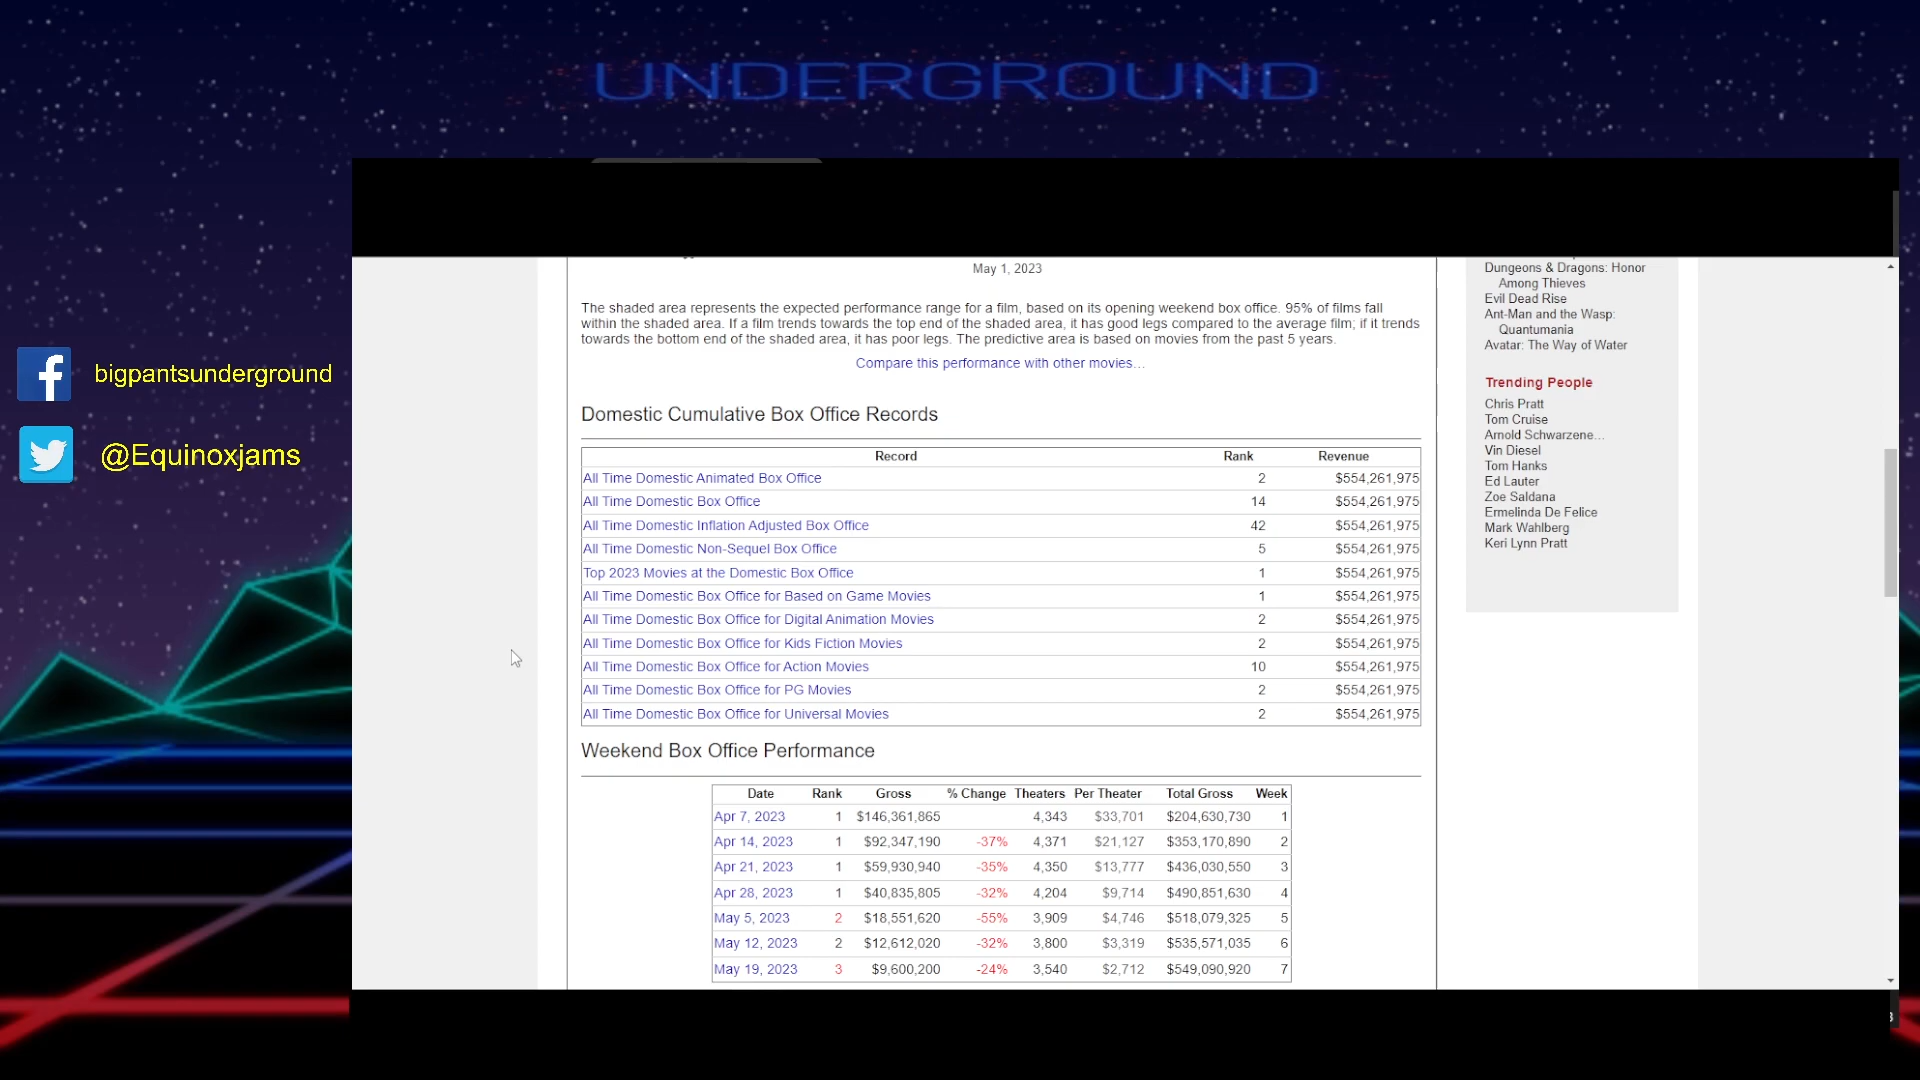 UNDERGROUND
bigpantsunderground
@Equinoxjams
May 1, 2023
The shaded area represents the expected performance range for a film, based on its opening weekend box office. 95% of films fall
within the shaded area. If a film trends towards the top end of the shaded area, it has good legs compared to the average film; if it trends
towards the bottom end of the shaded area, it has poor legs. The predictive area is based on movies from the past 5 years.
Compare this performance with other movies…
Domestic Cumulative Box Office Records
Record Rank Revenue
All Time Domestic Animated Box Office 2 $554,261,975
All Time Domestic Box Office 14 $554,261,975
All Time Domestic Inflation Adjusted Box Office 42 $554,261,975
All Time Domestic Non-Sequel Box Office 5 $554,261,975
Top 2023 Movies at the Domestic Box Office 1 $554,261,975
All Time Domestic Box Office for Based on Game Movies 1 $554,261,975
All Time Domestic Box Office for Digital Animation Movies 2 $554,261,975
All Time Domestic Box Office for Kids Fiction Movies 2 $554,261,975
All Time Domestic Box Office for Action Movies 10 $554,261,975
All Time Domestic Box Office for PG Movies 2 $554,261,975
All Time Domestic Box Office for Universal Movies 2 $554,261,975
Weekend Box Office Performance
Date Rank Gross % Change Theaters Per Theater Total Gross Week
Apr 7, 2023 1 $146,361,865 4,343 $33,701 $204,630,730 1
Apr 14, 2023 1 $92,347,190 -37% 4,371 $21,127 $353,170,890 2
Apr 21, 2023 1 $59,930,940 -35% 4,350 $13,777 $436,030,550 3
Apr 28, 2023 1 $40,835,805 -32% 4,204 $9,714 $490,851,630 4
May 5, 2023 2 $18,551,620 -55% 3,909 $4,746 $518,079,325 5
May 12, 2023 2 $12,612,020 -32% 3,800 $3,319 $535,571,035 6
May 19, 2023 3 $9,600,200 -24% 3,540 $2,712 $549,090,920 7
Dungeons & Dragons: Honor
Among Thieves
Evil Dead Rise
Ant-Man and the Wasp:
Quantumania
Avatar: The Way of Water
Trending People
Chris Pratt
Tom Cruise
Arnold Schwarzene…
Vin Diesel
Tom Hanks
Ed Lauter
Zoe Saldana
Ermelinda De Felice
Mark Wahlberg
Keri Lynn Pratt